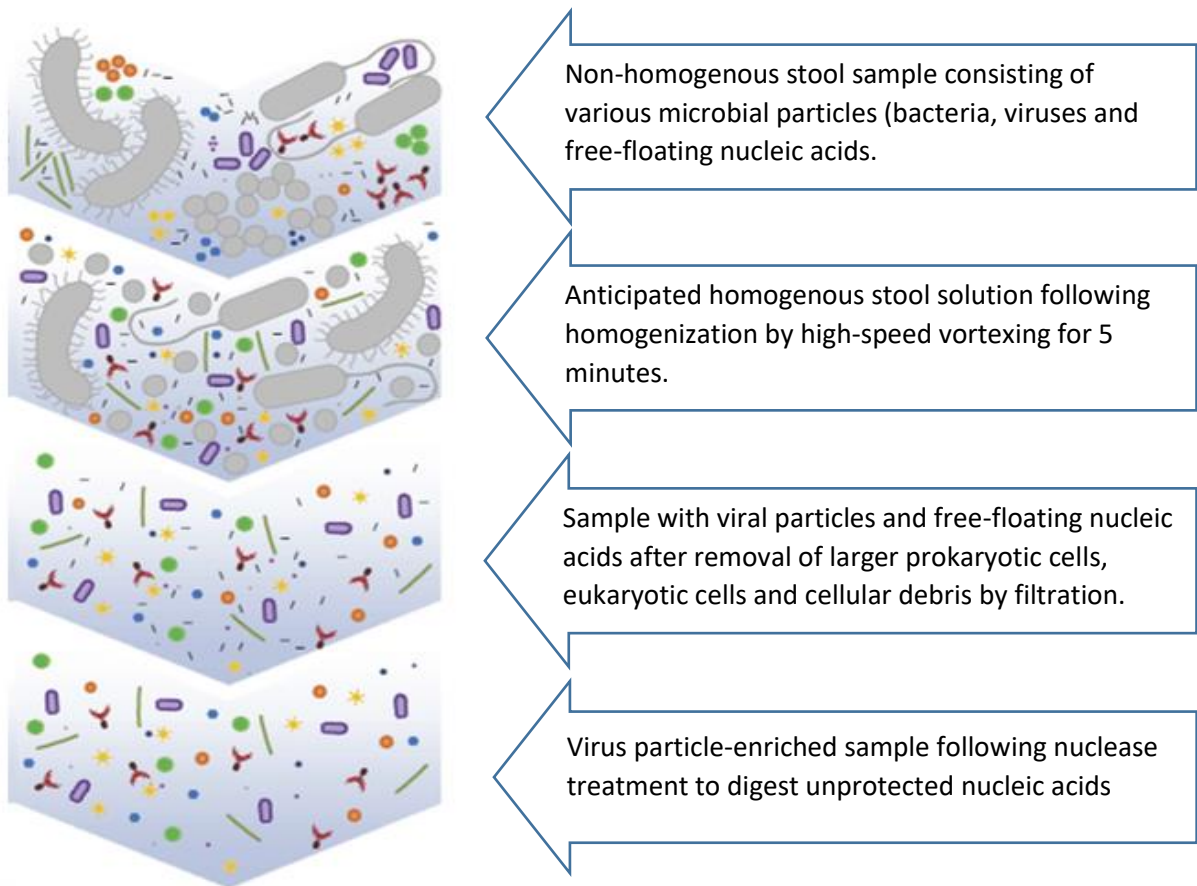 Non-homogenous stool sample consisting of
various microbial particles (bacteria, viruses and
free-floating nucleic acids.
Anticipated homogenous stool solution following
homogenization by high-speed vortexing for 5
minutes.
Sample with viral particles and free-floating nucleic
acids after removal of larger prokaryotic cells,
eukaryotic cells and cellular debris by filtration.
Virus particle-enriched sample following nuclease
treatment to digest unprotected nucleic acids